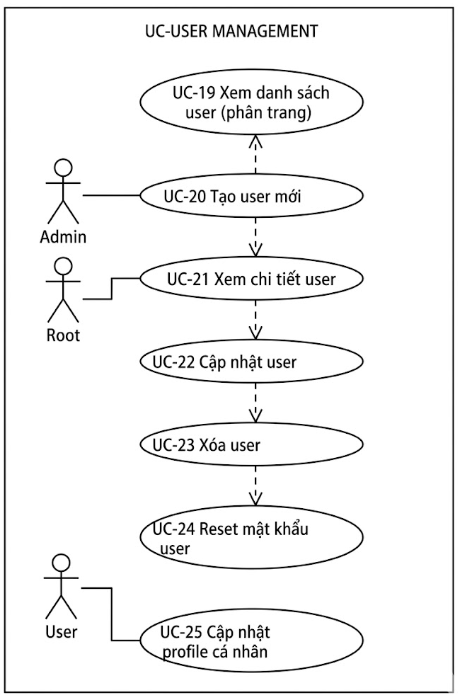 UC-USER MANAGEMENT
UC-19 Xem danh sách
user (phân trang)
UC-20 Tạo user mới
Admin
UC-21 Xem chi tiết user
Root
UC-22 Cập nhật user
UC-23 Xóa user
UC-24 Reset mật khẩu
user
User
UC-25 Cập nhật
profile cá nhân